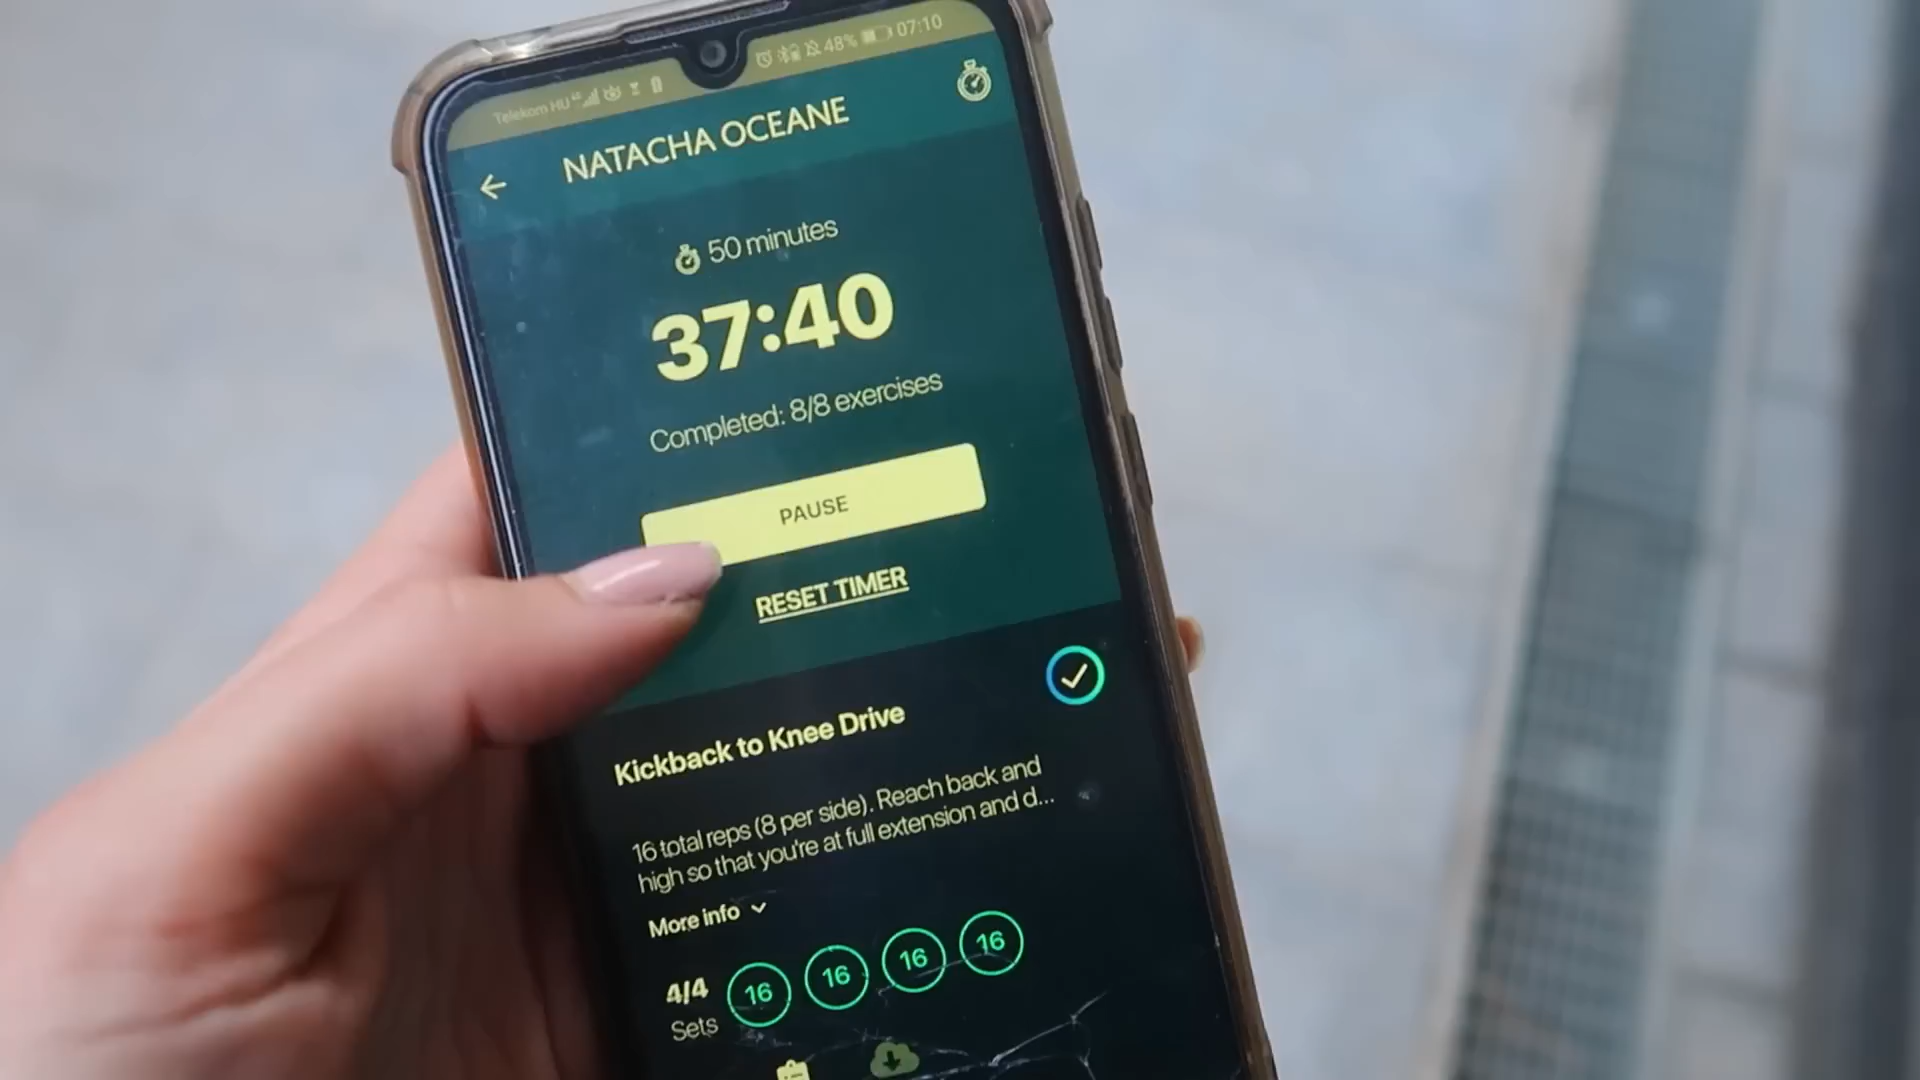 Telekom HU 48% 07:10
NATACHA OCEANE
50 minutes
37:40
Completed: 8/8 exercises
PAUSE
RESET TIMER
Kickback to Knee Drive
16 total reps (8 per side). Reach back and
high so that you're at full extension and d...
More info
4/4 16 16 16 16
Sets